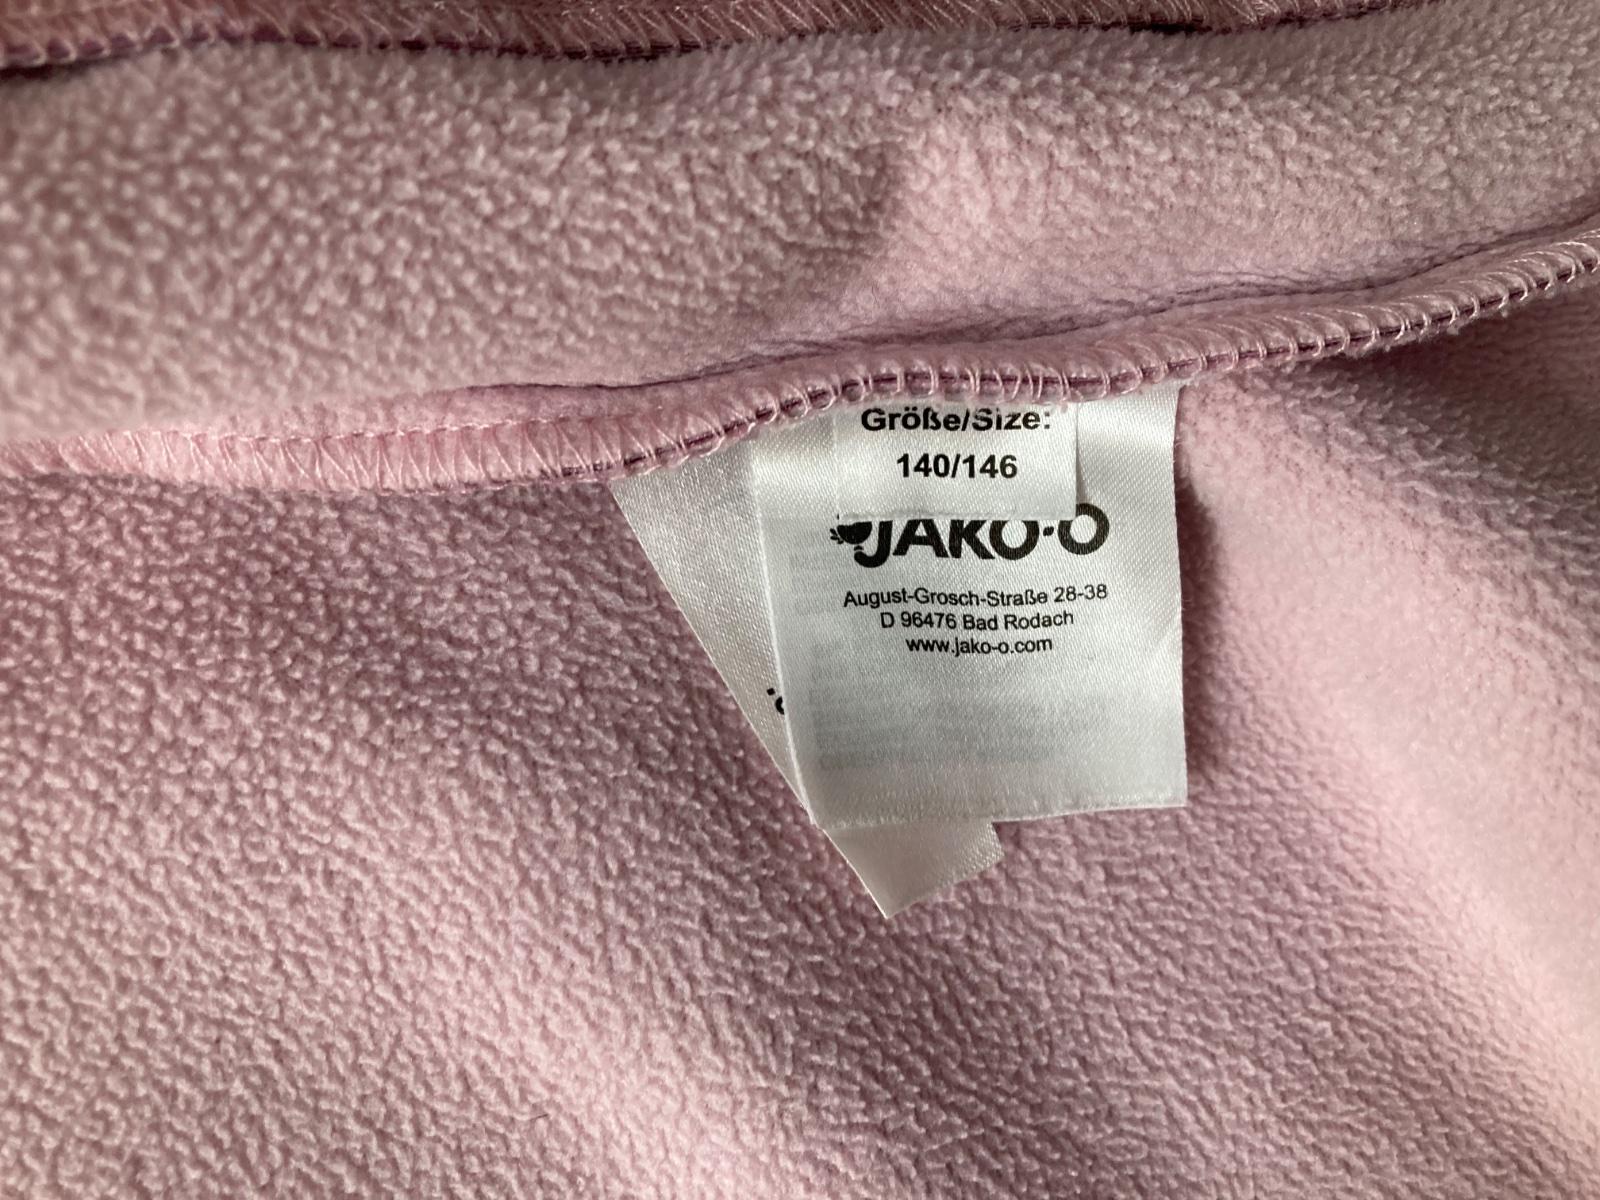 Größe/Size:
140/146
JAKO-O
August-Grosch-Straße 28-38
D 96476 Bad Rodach
www.jako-o.com